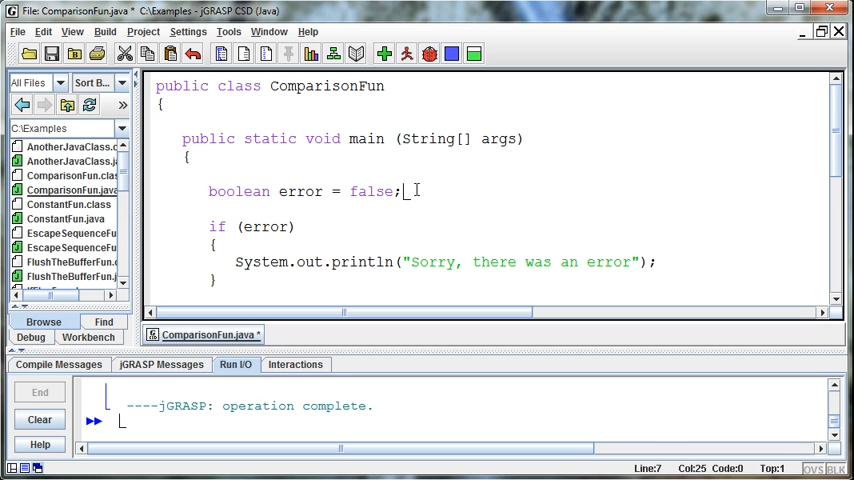 File: ComparisonFun.java *  C:\Examples - jGRASP CSD (Java)
File Edit View Build Project Settings Tools Window Help
All Files Sort B...
C:\Examples
AnotherJavaClass.c
AnotherJavaClass.ja
ComparisonFun.clas
ComparisonFun.java
ConstantFun.class
ConstantFun.java
EscapeSequenceFu
EscapeSequenceFu
FlushTheBufferFun.c
FlushTheBufferFun.j
Browse Find
Debug Workbench
public class ComparisonFun
{
public static void main (String[] args)
{
boolean error = false;
if (error)
{
System.out.println("Sorry, there was an error");
}
ComparisonFun.java *
Compile Messages jGRASP Messages Run I/O Interactions
End
Clear
Help
----jGRASP: operation complete.
Line:7 Col:25 Code:0 Top:1 OVS BLK